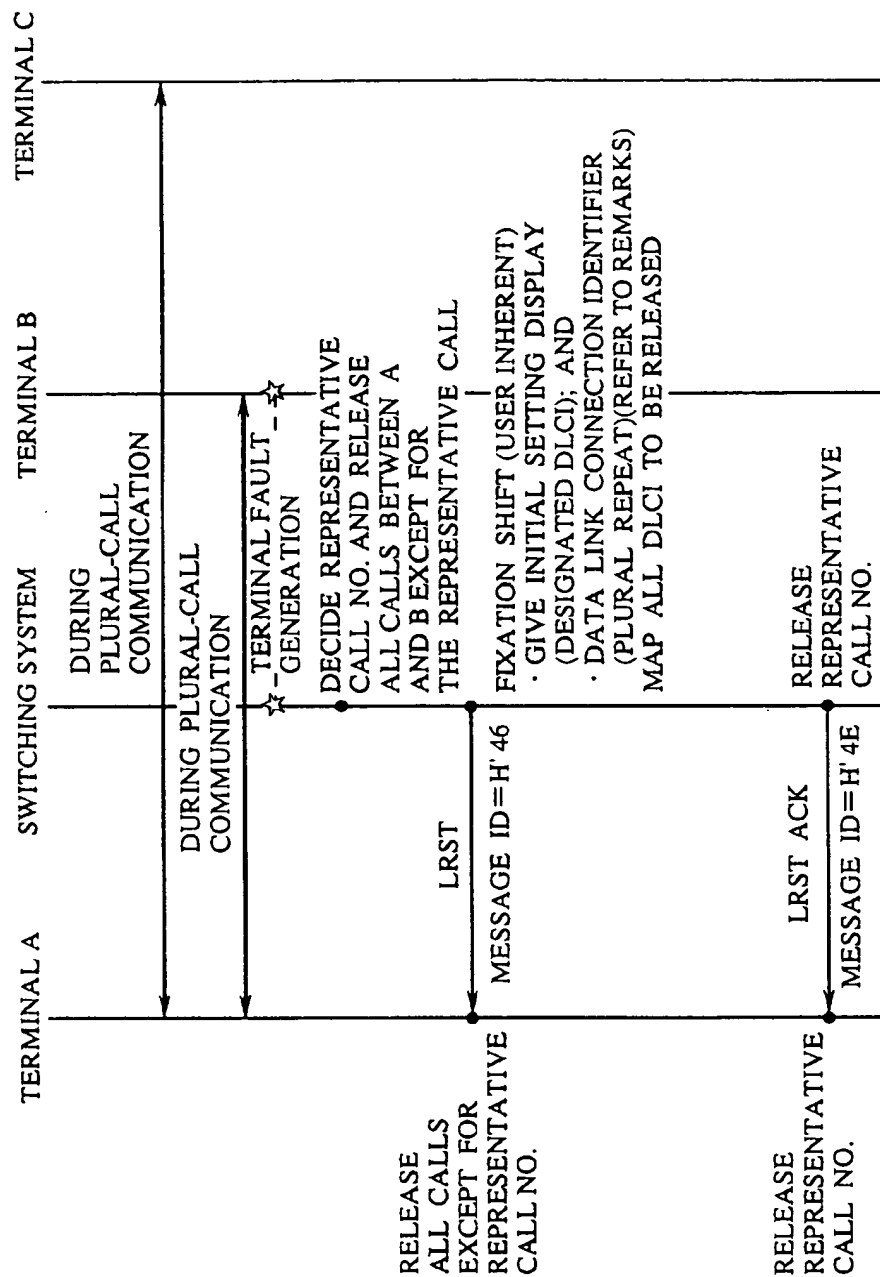 TERMINAL A
SWITCHING SYSTEM
TERMINAL B
TERMINAL C
DURING
PLURAL-CALL
COMMUNICATION
DURING PLURAL-CALL
COMMUNICATION
TERMINAL FAULT
GENERATION
DECIDE REPRESENTATIVE
CALL NO. AND RELEASE
ALL CALLS BETWEEN A
AND B EXCEPT FOR
THE REPRESENTATIVE CALL
RELEASE
ALL CALLS
EXCEPT FOR
REPRESENTATIVE
CALL NO.
LRST
MESSAGE ID=H' 46
FIXATION SHIFT (USER INHERENT)
· GIVE INITIAL SETTING DISPLAY
(DESIGNATED DLCI); AND
· DATA LINK CONNECTION IDENTIFIER
(PLURAL REPEAT)(REFER TO REMARKS)
MAP ALL DLCI TO BE RELEASED
RELEASE
REPRESENTATIVE
CALL NO.
LRST ACK
MESSAGE ID=H' 4E
RELEASE
REPRESENTATIVE
CALL NO.